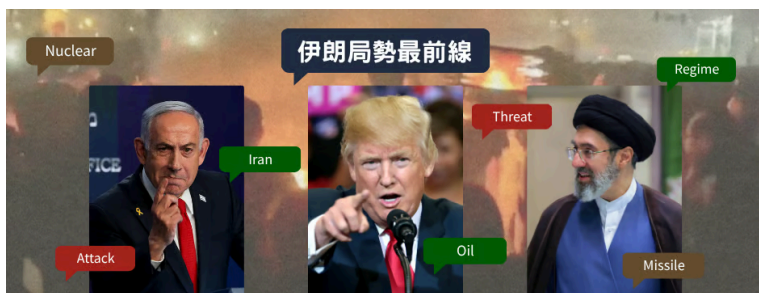 Nuclear
伊朗局勢最前線
Regime
Threat
FICE
Iran
Oil
Attack
Missile